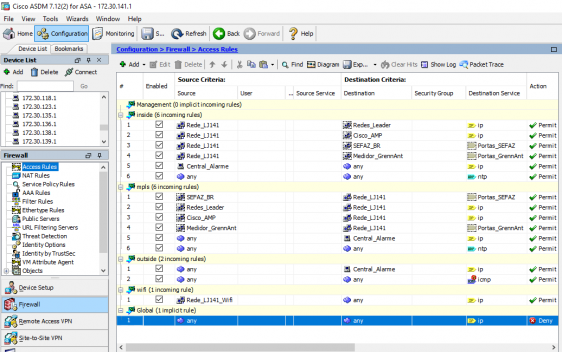 Cisco ASDM 7.12(2) for ASA - 172.30.141.1
File View Tools Wizards Window Help
Home Configuration Monitoring S... Refresh Back Forward Help
Device List Bookmarks
Configuration > Firewall > Access Rules
Device List
Add Delete Connect
Find: Go
172.30.118.1
172.30.123.1
172.30.135.1
172.30.136.1
172.30.138.1
172.30.139.1
Firewall
Access Rules
NAT Rules
Service Policy Rules
AAA Rules
Filter Rules
Ethertype Rules
Public Servers
URL Filtering Servers
Threat Detection
Identity Options
Identity by TrustSec
VM Attribute Agent
Objects
Device Setup
Firewall
Remote Access VPN
Site-to-Site VPN
Add Edit Delete Find Diagram Exp... Clear Hits Show Log Packet Trace
Source Criteria: Destination Criteria:
# Enabled Source User ... Source Service Destination Security Group Destination Service Action
Management (0 implicit incoming rules)
inside (6 incoming rules)
1 Rede_LJ141 Redes_Leader ip Permit
2 Rede_LJ141 Cisco_AMP ip Permit
3 Rede_LJ141 SEFAZ_BR Portas_SEFAZ Permit
4 Rede_LJ141 Medidor_GrennAnt Portas_GrennAnt Permit
5 Central_Alarme any ip Permit
6 any any ntp Permit
mpls (6 incoming rules)
1 SEFAZ_BR Rede_LJ141 Portas_SEFAZ Permit
2 Redes_Leader Rede_LJ141 ip Permit
3 Cisco_AMP Rede_LJ141 ip Permit
4 Medidor_GrennAnt Rede_LJ141 Portas_GrennAnt Permit
5 any Central_Alarme ip Permit
6 any any ntp Permit
outside (2 incoming rules)
1 any Central_Alarme ip Permit
2 any any icmp Permit
wifi (1 incoming rule)
1 Rede_LJ141_Wifi any ip Permit
Global (1 implicit rule)
1 any any ip Deny